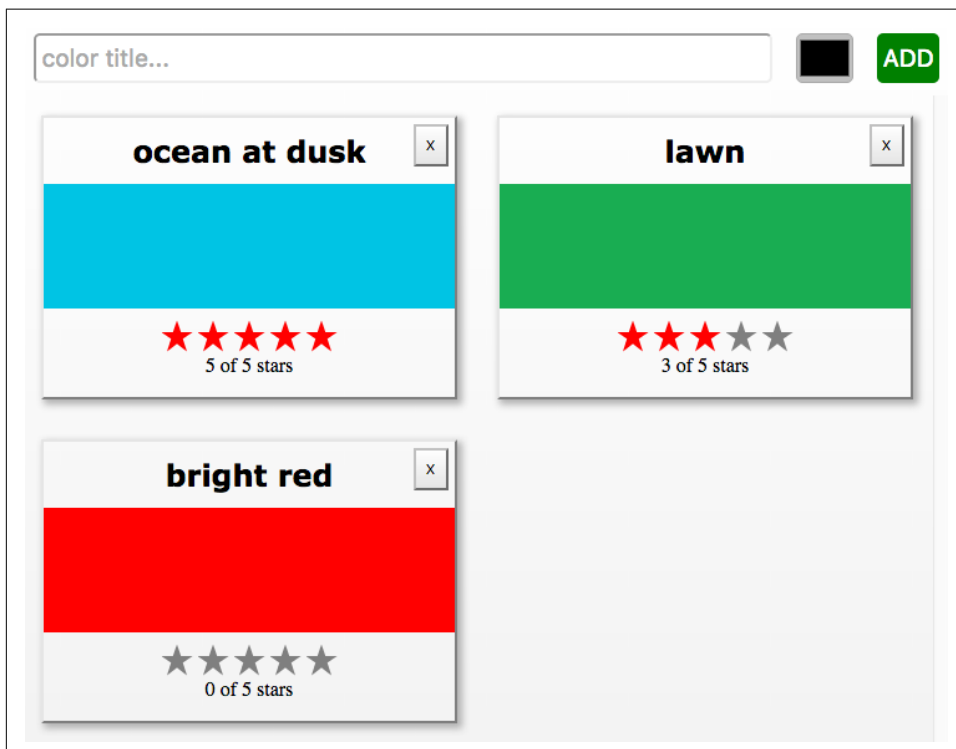 color title...
ADD
ocean at dusk
x
5 of 5 stars
lawn
x
3 of 5 stars
bright red
x
0 of 5 stars